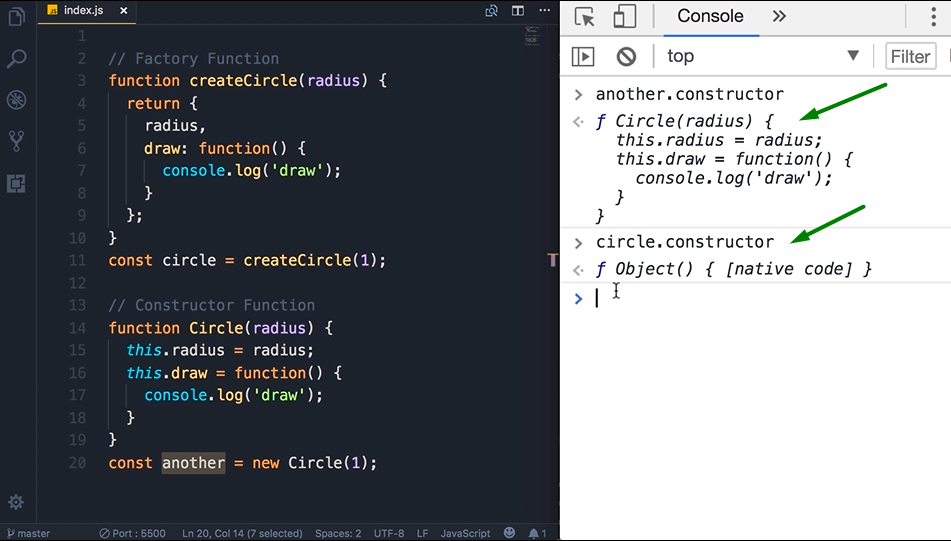 JS index.js ×
1
2 // Factory Function
3 function createCircle(radius) {
4 return {
5 radius,
6 draw: function() {
7 console.log('draw');
8 }
9 };
10 }
11 const circle = createCircle(1);
12
13 // Constructor Function
14 function Circle(radius) {
15 this.radius = radius;
16 this.draw = function() {
17 console.log('draw');
18 }
19 }
20 const another = new Circle(1);
master Port : 5500 Ln 20, Col 14 (7 selected) Spaces: 2 UTF-8 LF JavaScript 1
Console »
top ▼ Filter
> another.constructor
f Circle(radius) {
this.radius = radius;
this.draw = function() {
console.log('draw');
}
}
> circle.constructor
f Object() { [native code] }
>